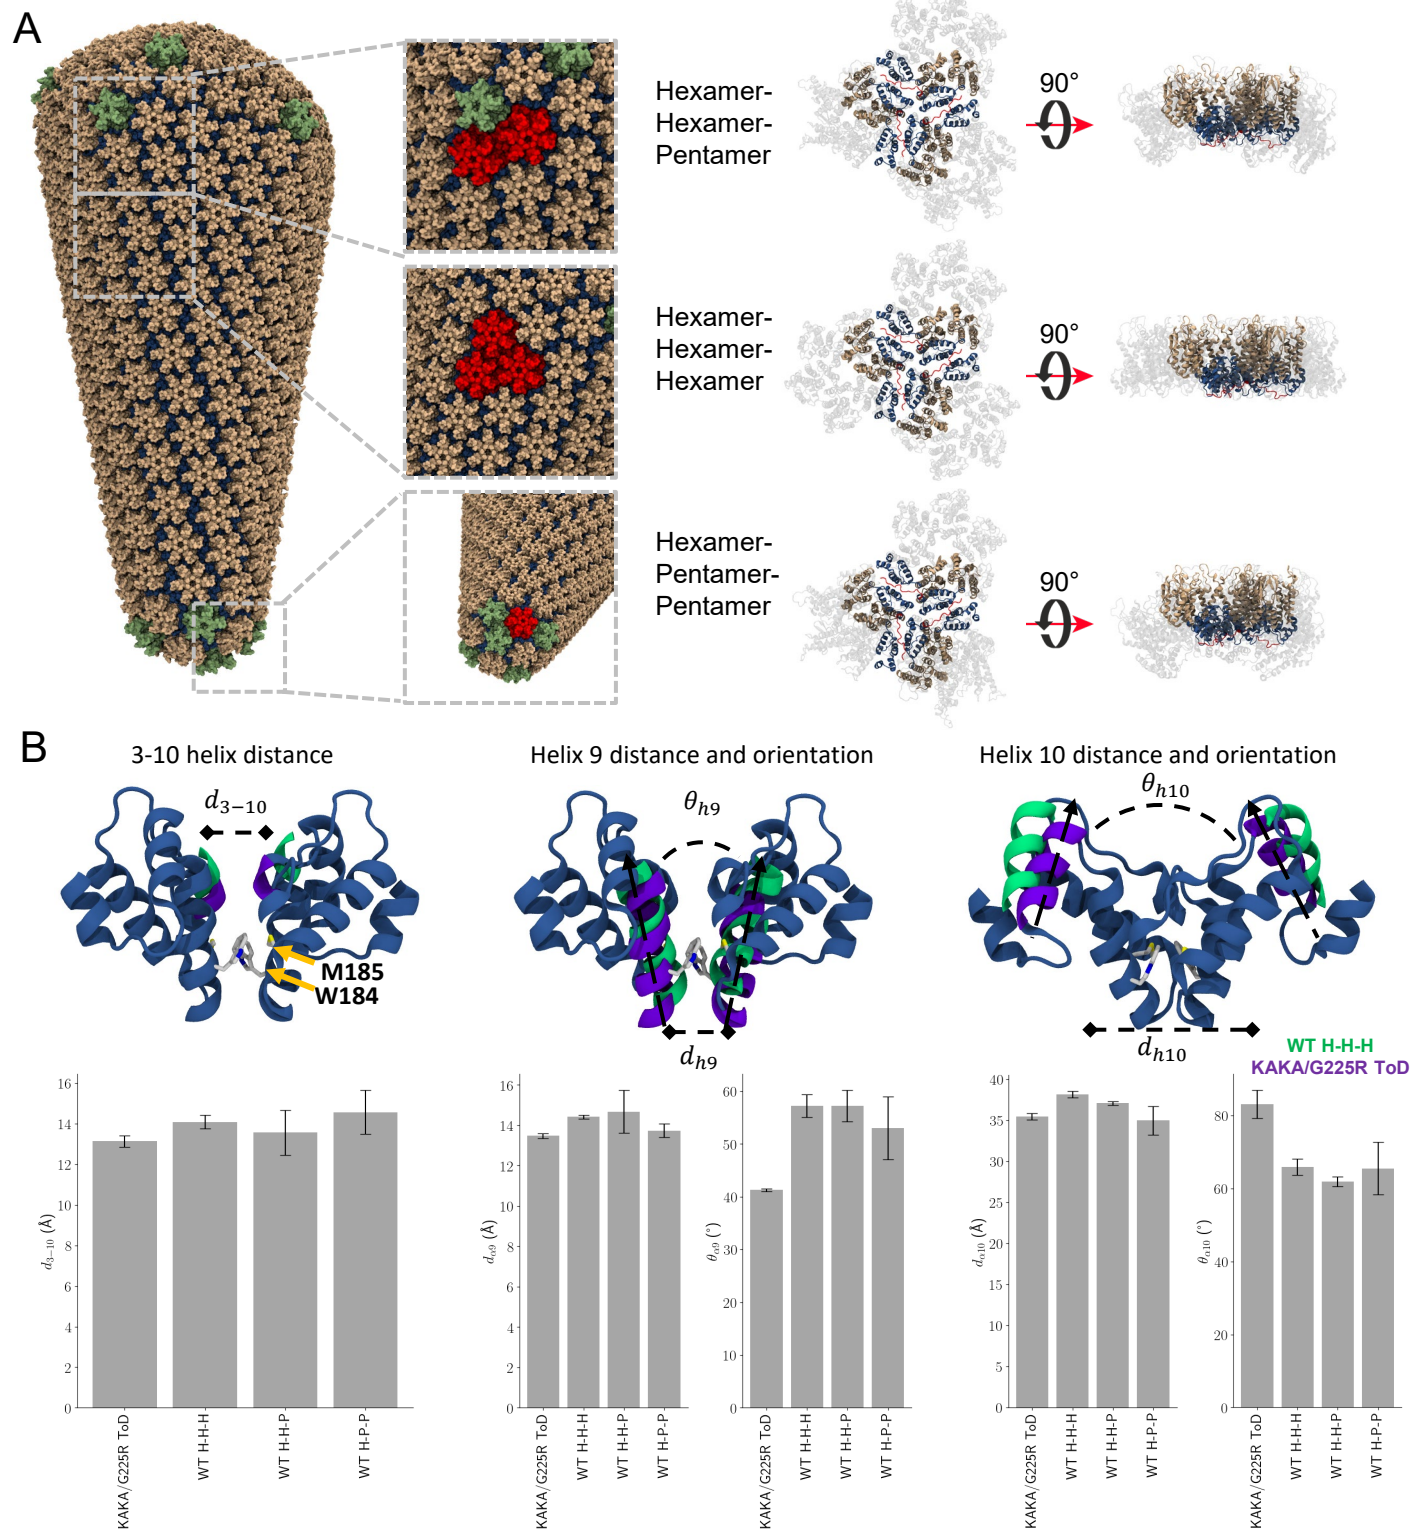 A
Hexamer-
Hexamer-
Pentamer
90°
Hexamer-
Hexamer-
Hexamer
90°
Hexamer-
Pentamer-
Pentamer
90°
B
3-10 helix distance
Helix 9 distance and orientation
Helix 10 distance and orientation
d3−10
θh9
θh10
M185
W184
dh9
dh10
WT H-H-H
KAKA/G225R ToD
16
14
12
10
8
6
4
2
0
d3−10 (Å)
KAKA/G225R ToD
WT H-H-H
WT H-H-P
WT H-P-P
16
14
12
10
8
6
4
2
0
dα9 (Å)
KAKA/G225R ToD
WT H-H-H
WT H-H-P
WT H-P-P
60
50
40
30
20
10
0
θα9 (°)
KAKA/G225R ToD
WT H-H-H
WT H-H-P
WT H-P-P
40
35
30
25
20
15
10
5
0
dα10 (Å)
KAKA/G225R ToD
WT H-H-H
WT H-H-P
WT H-P-P
80
60
40
20
0
θα10 (°)
KAKA/G225R ToD
WT H-H-H
WT H-H-P
WT H-P-P